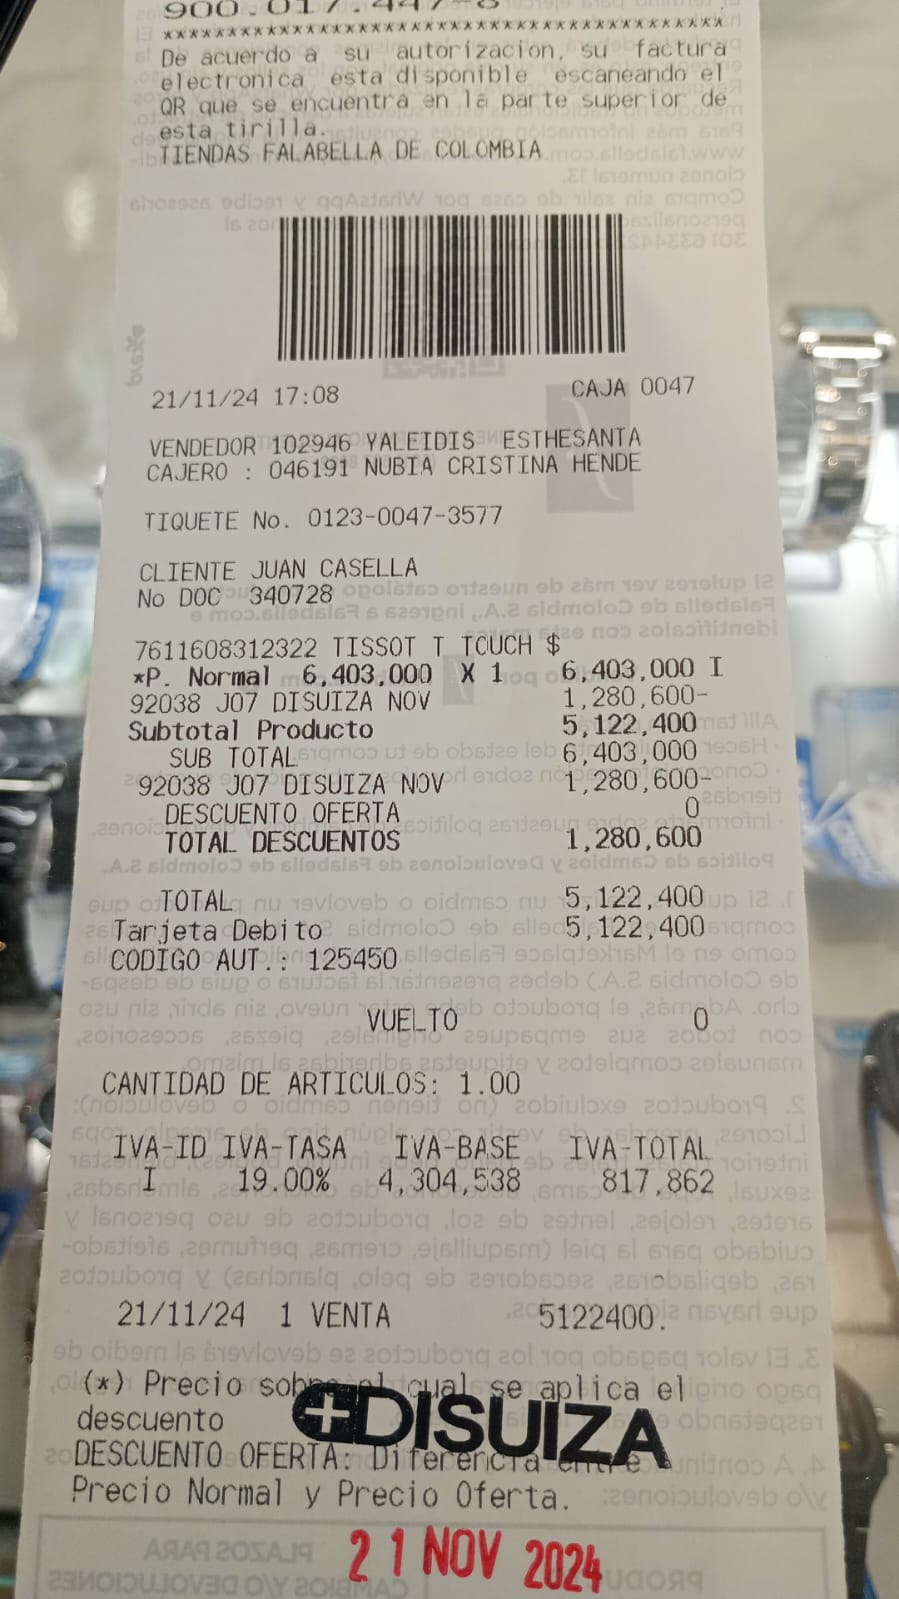 900.017.447-8
********************************************
De acuerdo a su autorizacion, su factura
electronica esta disponible escaneando el
QR que se encuentra en la parte superior de
esta tirilla.
TIENDAS FALABELLA DE COLOMBIA
21/11/24 17:08 CAJA 0047
VENDEDOR 102946 YALEIDIS ESTHESANTA
CAJERO : 046191 NUBIA CRISTINA HENDE
TIQUETE No. 0123-0047-3577
CLIENTE JUAN CASELLA
No DOC 340728
7611608312322 TISSOT T TOUCH $
*P. Normal 6,403,000 X 1 6,403,000 I
92038 J07 DISUIZA NOV 1,280,600-
Subtotal Producto 5,122,400
SUB TOTAL 6,403,000
92038 J07 DISUIZA NOV 1,280,600-
DESCUENTO OFERTA 0
TOTAL DESCUENTOS 1,280,600
TOTAL 5,122,400
Tarjeta Debito 5,122,400
CODIGO AUT.: 125450
VUELTO 0
CANTIDAD DE ARTICULOS: 1.00
IVA-ID IVA-TASA IVA-BASE IVA-TOTAL
I 19.00% 4,304,538 817,862
21/11/24 1 VENTA 5122400.
(*) Precio sobre el cual se aplica el
descuento
DISUIZA
DESCUENTO OFERTA: Diferencia entre
Precio Normal y Precio Oferta.
21 NOV 2024